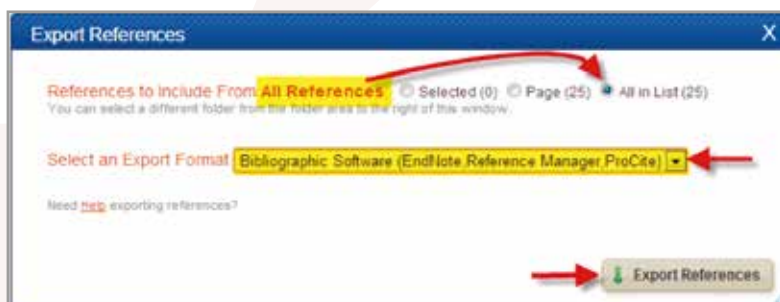 Export References X
References to Include From All References Selected (0) Page (25) All in List (25)
You can select a different folder from the folder area to the right of this window.
Select an Export Format Bibliographic Software (EndNote,Reference Manager,ProCite)
Need help exporting references?
Export References